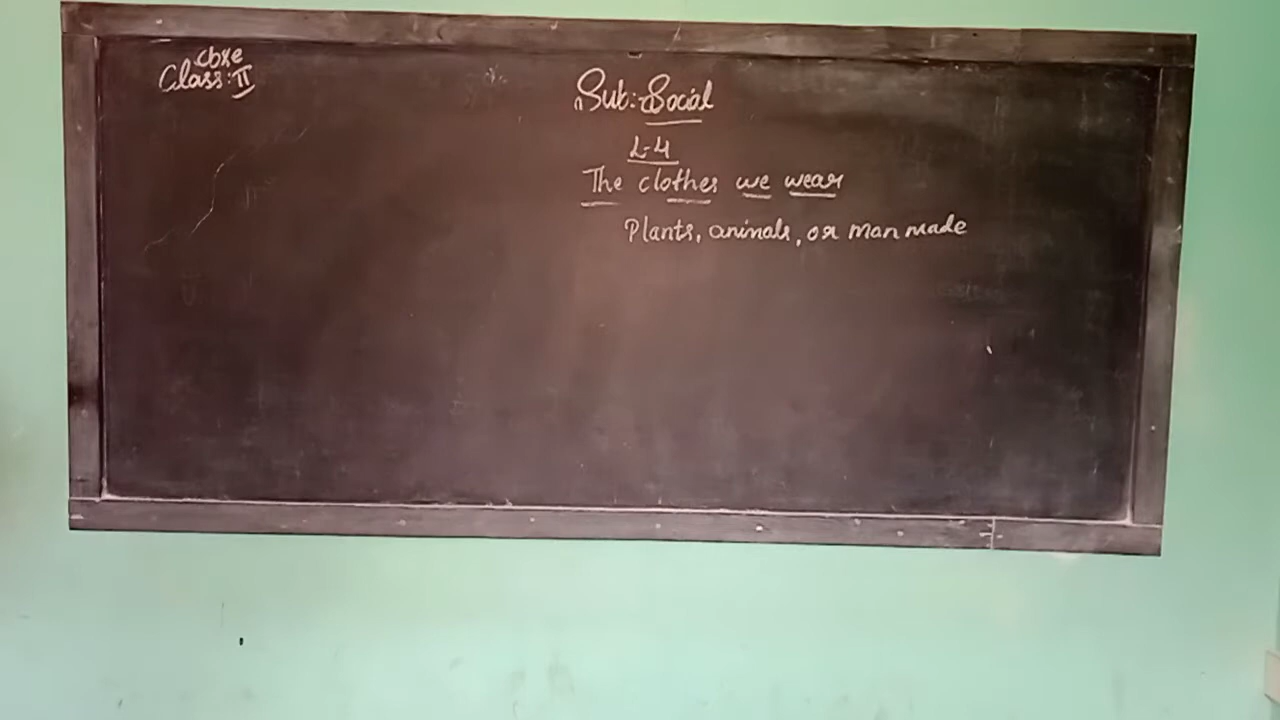 cbse
Class: II
Sub:- Social
L-4
The clothes we wear
Plants, animals, or man made